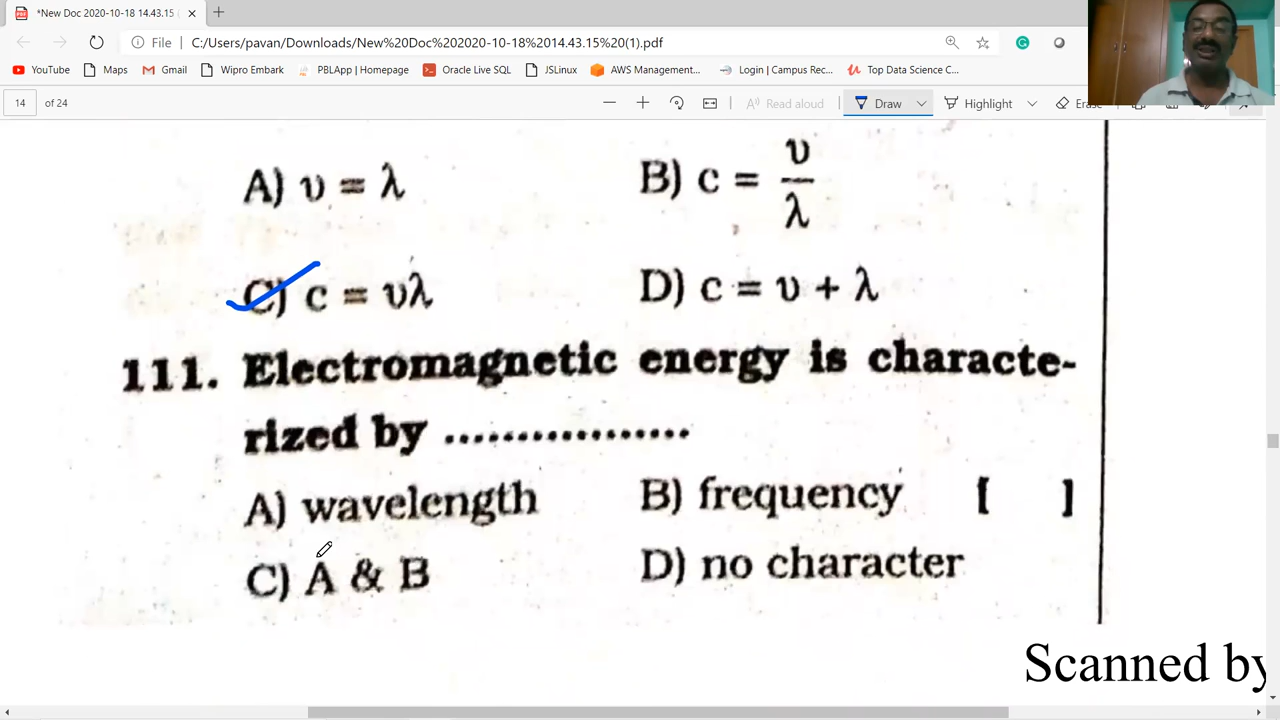 *New Doc 2020-10-18 14.43.15 (
File C:/Users/pavan/Downloads/New%20Doc%202020-10-18%2014.43.15%20(1).pdf
YouTube Maps Gmail Wipro Embark PBLApp | Homepage Oracle Live SQL JSLinux AWS Management... Login | Campus Rec... Top Data Science C...
14 of 24 Read aloud Draw Highlight Erase
A) υ = λ B) c = υ/λ
C) c = υλ D) c = υ + λ
111. Electromagnetic energy is characte-
rized by ..................
A) wavelength B) frequency [ ]
C) A & B D) no character
Scanned by